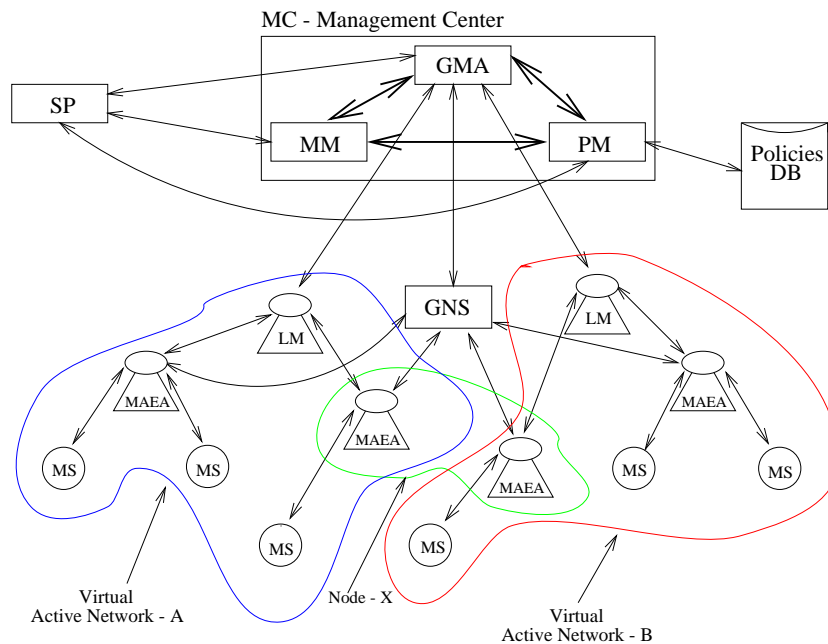 MC - Management Center
GMA
SP
MM
PM
Policies
DB
GNS
LM
LM
MAEA
MAEA
MAEA
MAEA
MS
MS
MS
MS
MS
MS
Virtual
Active Network - A
Node - X
Virtual
Active Network - B